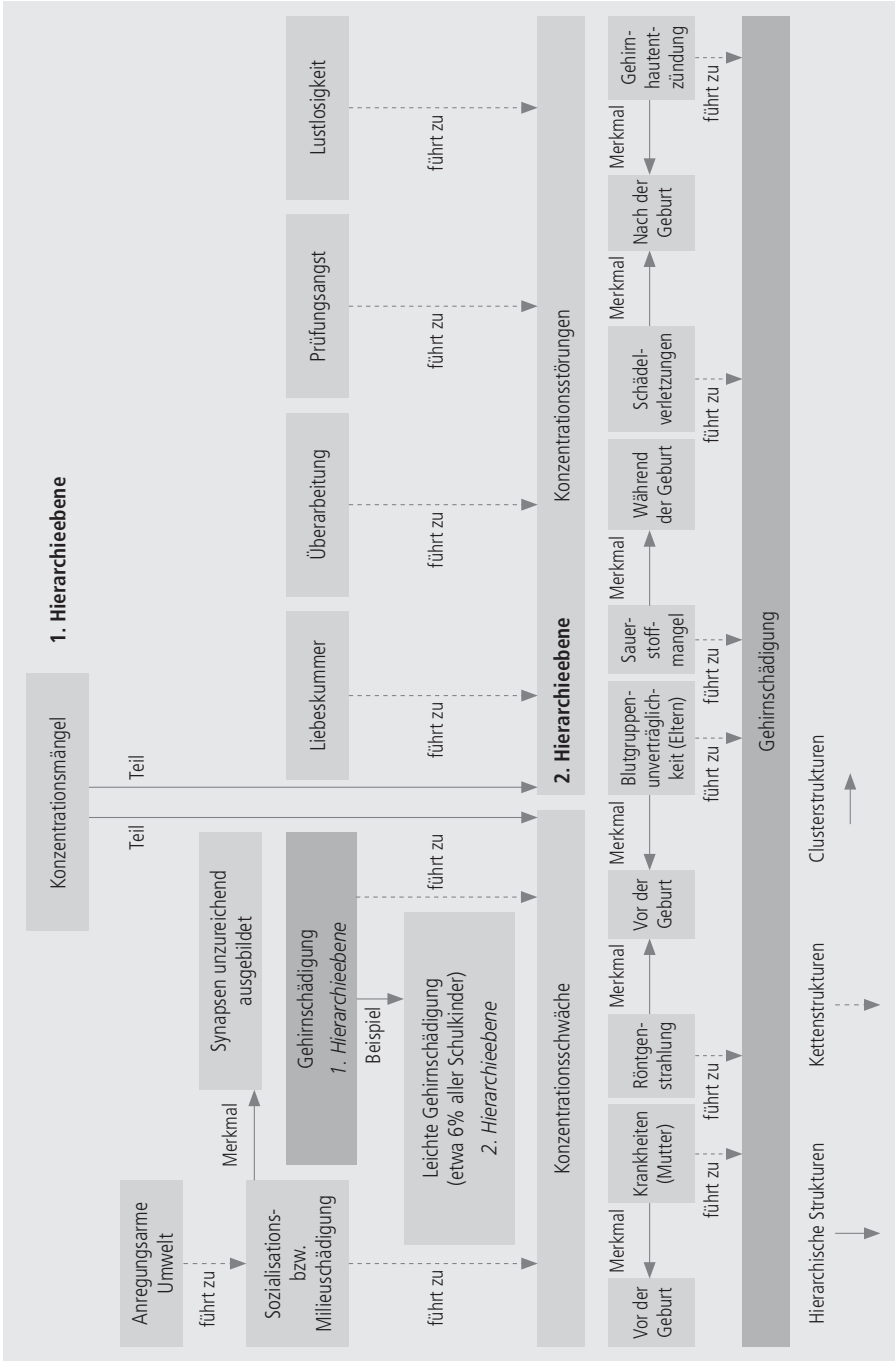 Konzentrationsmängel
1. Hierarchieebene
Teil
Teil
Anregungsarme
Umwelt
führt zu
Sozialisations-
bzw.
Milieuschädigung
Merkmal
Synapsen unzureichend
ausgebildet
führt zu
Gehirnschädigung
1. Hierarchieebene
Beispiel
führt zu
Leichte Gehirnschädigung
(etwa 6% aller Schulkinder)
2. Hierarchieebene
Liebeskummer
führt zu
Überarbeitung
führt zu
Prüfungsangst
führt zu
Lustlosigkeit
führt zu
Konzentrationsschwäche
2. Hierarchieebene
Konzentrationsstörungen
Vor der
Geburt
Merkmal
Krankheiten
(Mutter)
führt zu
Röntgen-
strahlung
führt zu
Merkmal
Vor der
Geburt
Merkmal
Blutgruppen-
unverträglich-
keit (Eltern)
führt zu
Sauer-
stoff-
mangel
führt zu
Merkmal
Während
der Geburt
Schädel-
verletzungen
führt zu
Merkmal
Nach der
Geburt
Merkmal
Gehirn-
hautent-
zündung
führt zu
Gehirnschädigung
Hierarchische Strukturen
Kettenstrukturen
Clusterstrukturen